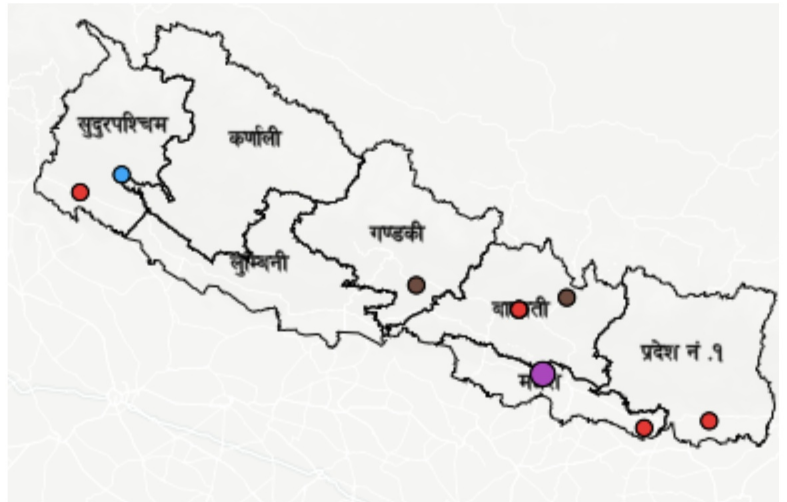 सुदुरपश्चिम
कर्णाली
गण्डकी
लुम्बिनी
प्रदेश नं .१